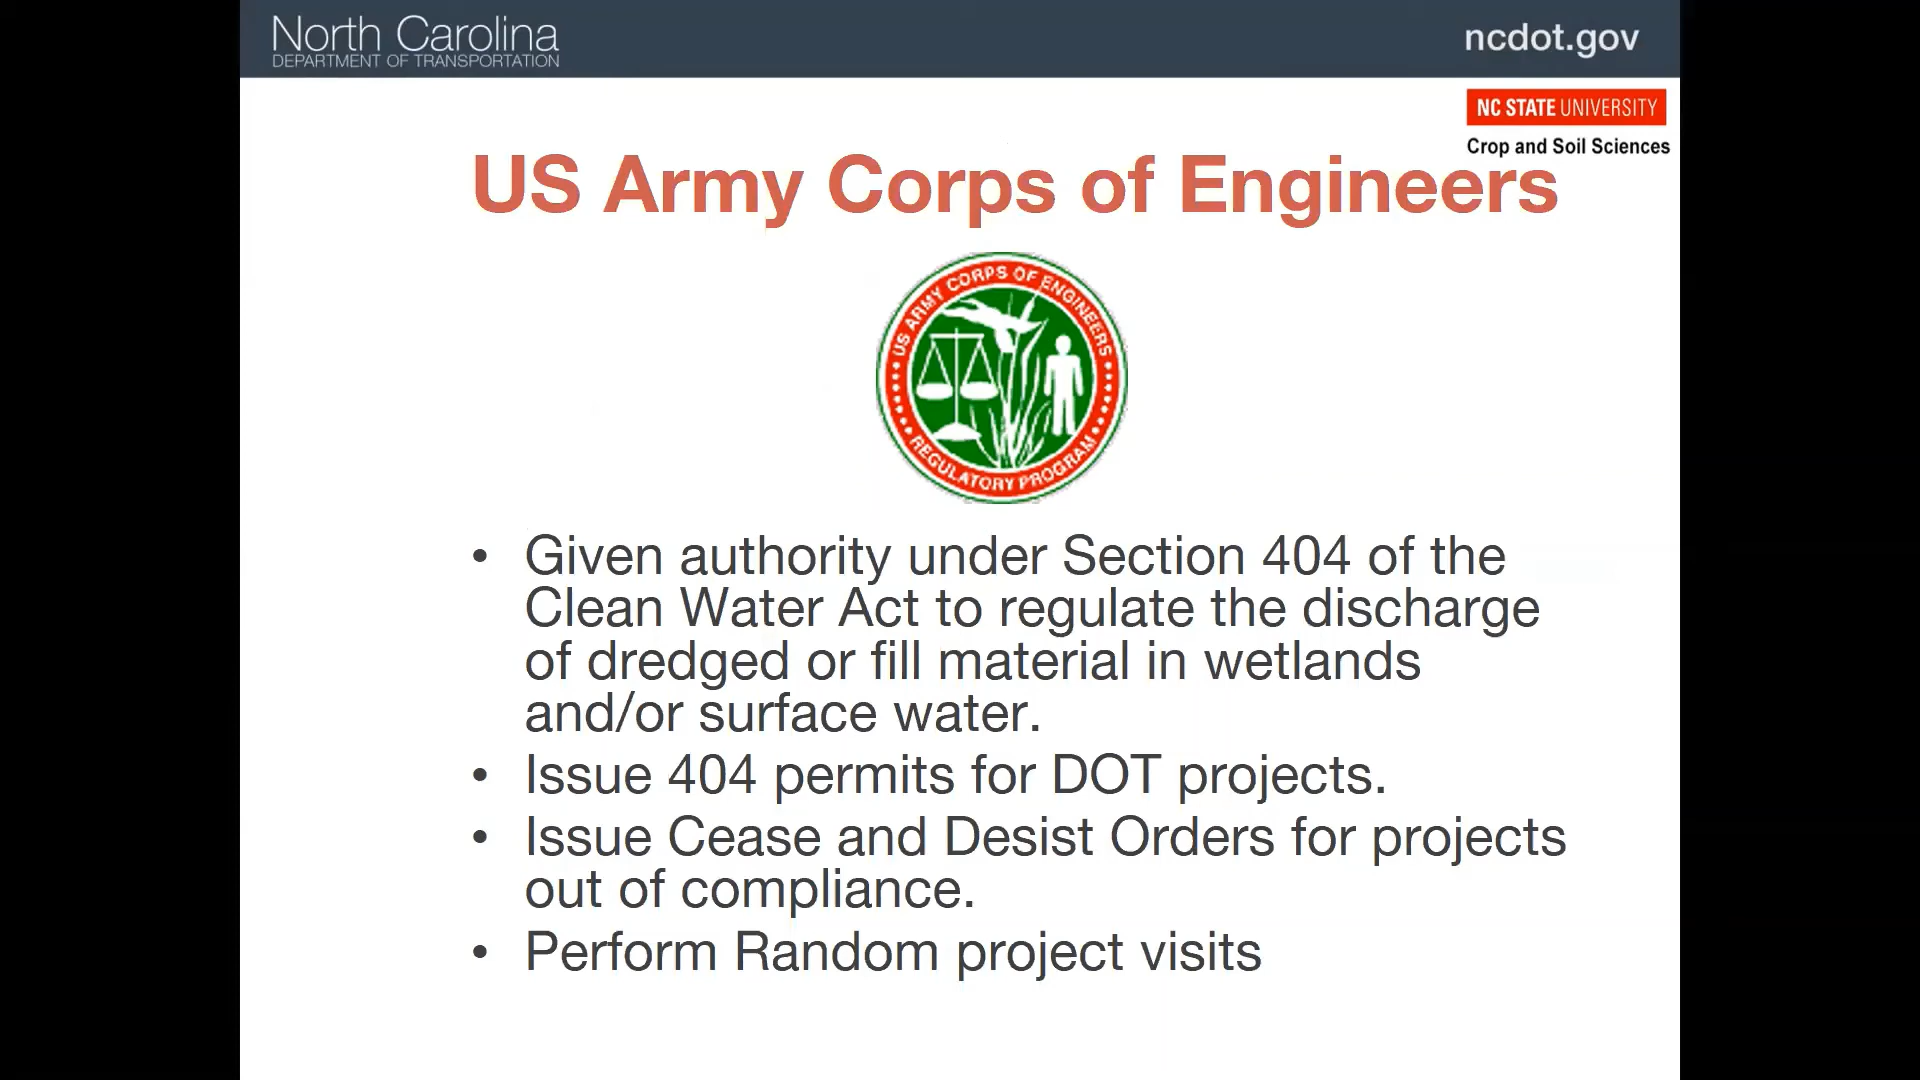 North Carolina
DEPARTMENT OF TRANSPORTATION
ncdot.gov
NC STATE UNIVERSITY
Crop and Soil Sciences
US Army Corps of Engineers
US ARMY CORPS OF ENGINEERS
REGULATORY PROGRAM
• Given authority under Section 404 of the
Clean Water Act to regulate the discharge
of dredged or fill material in wetlands
and/or surface water.
• Issue 404 permits for DOT projects.
• Issue Cease and Desist Orders for projects
out of compliance.
• Perform Random project visits